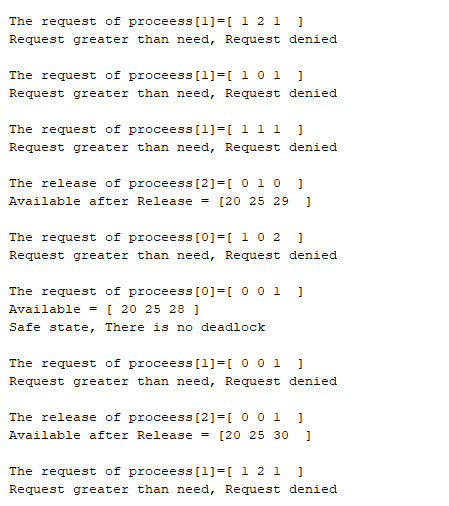 The request of proceess[1]=[ 1 2 1  ]
Request greater than need, Request denied
The request of proceess[1]=[ 1 0 1  ]
Request greater than need, Request denied
The request of proceess[1]=[ 1 1 1  ]
Request greater than need, Request denied
The release of proceess[2]=[ 0 1 0  ]
Available after Release = [20 25 29  ]
The request of proceess[0]=[ 1 0 2  ]
Request greater than need, Request denied
The request of proceess[0]=[ 0 0 1  ]
Available = [ 20 25 28 ]
Safe state, There is no deadlock
The request of proceess[1]=[ 0 0 1  ]
Request greater than need, Request denied
The release of proceess[2]=[ 0 0 1  ]
Available after Release = [20 25 30  ]
The request of proceess[1]=[ 1 2 1  ]
Request greater than need, Request denied